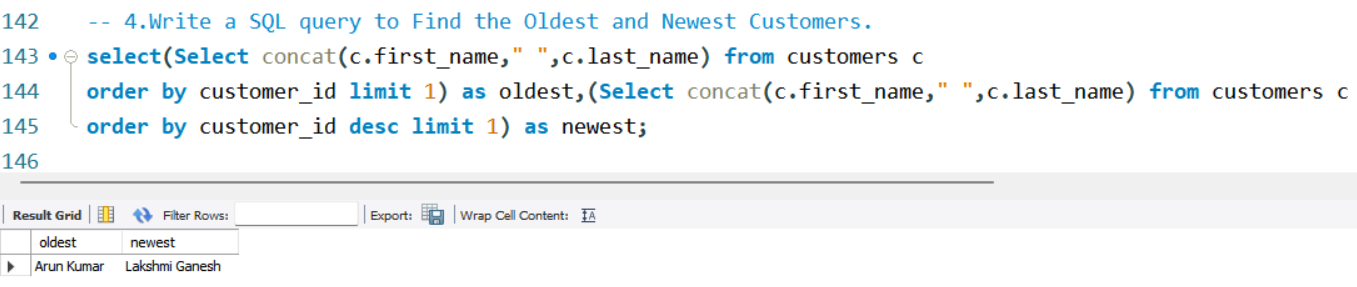 142 -- 4.Write a SQL query to Find the Oldest and Newest Customers.
143 select(Select concat(c.first_name," ",c.last_name) from customers c
144 order by customer_id limit 1) as oldest,(Select concat(c.first_name," ",c.last_name) from customers c
145 order by customer_id desc limit 1) as newest;
146
Result Grid Filter Rows: Export: Wrap Cell Content: IA
oldest newest
Arun Kumar Lakshmi Ganesh